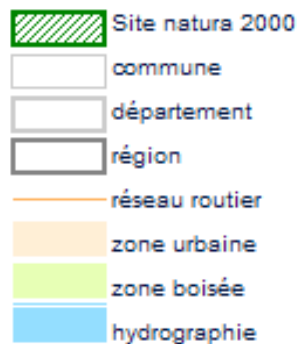 Site natura 2000
commune
département
région
réseau routier
zone urbaine
zone boisée
hydrographie